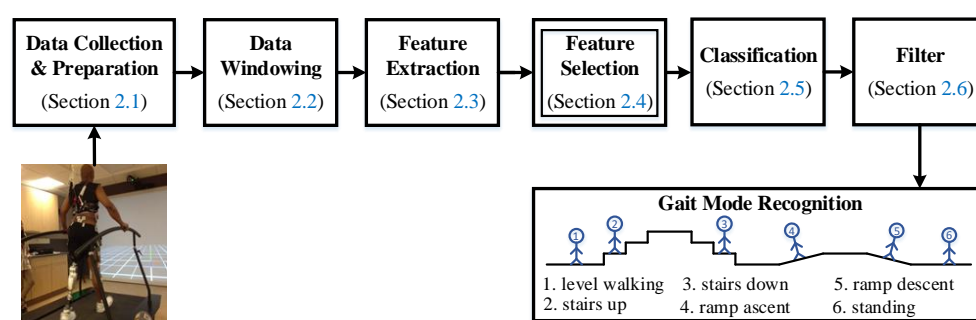 Data Collection
& Preparation
(Section 2.1)
Data
Windowing
(Section 2.2)
Feature
Extraction
(Section 2.3)
Feature
Selection
(Section 2.4)
Classification
(Section 2.5)
Filter
(Section 2.6)
Gait Mode Recognition
1 2 3 4 5 6
1. level walking
2. stairs up
3. stairs down
4. ramp ascent
5. ramp descent
6. standing